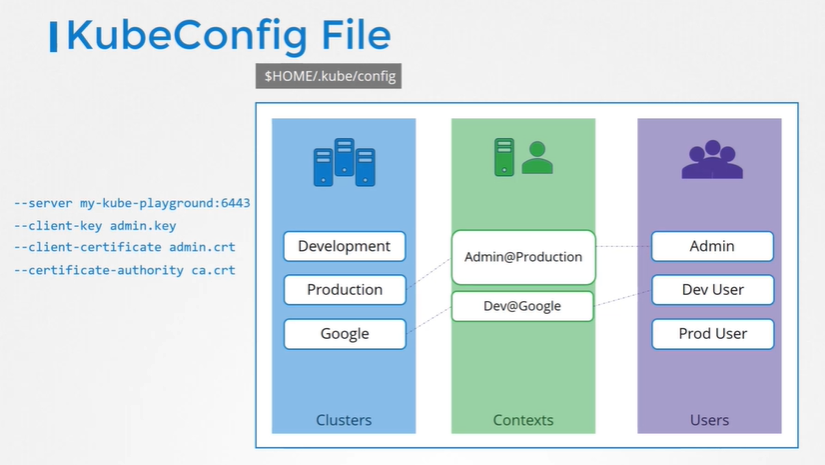 KubeConfig File
$HOME/.kube/config
--server my-kube-playground:6443
--client-key admin.key
--client-certificate admin.crt
--certificate-authority ca.crt
Development
Production
Google
Clusters
Admin@Production
Dev@Google
Contexts
Admin
Dev User
Prod User
Users